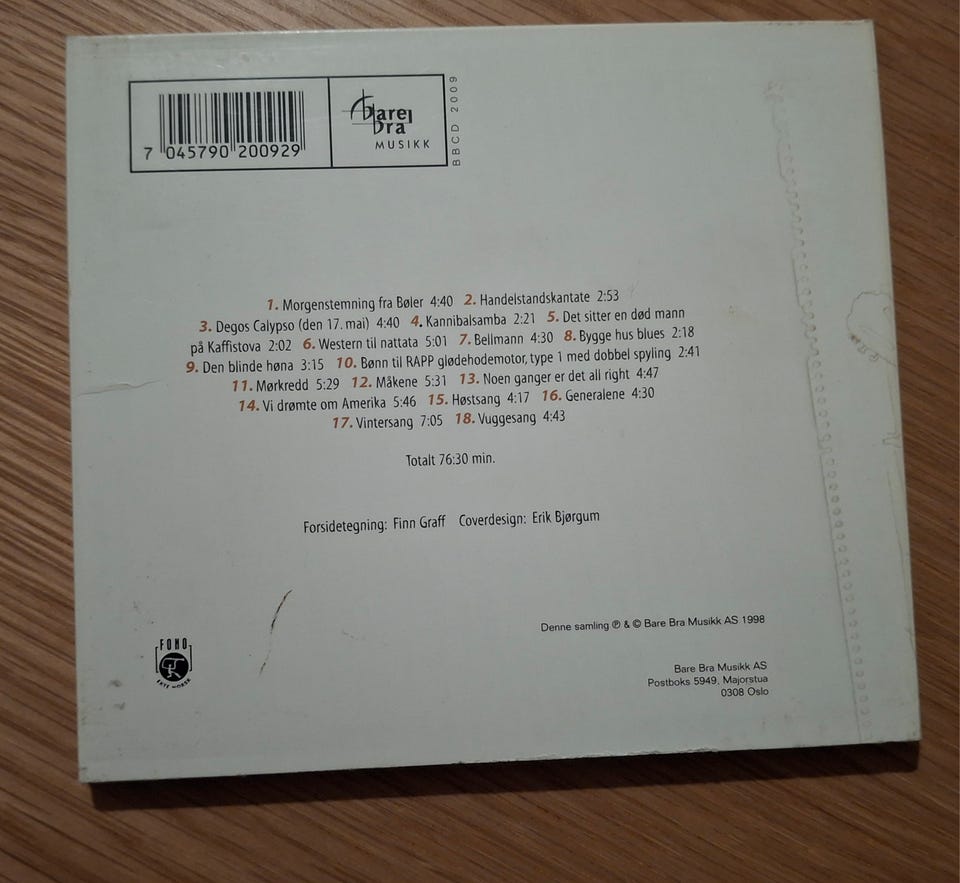 7 045790 200929
Bare
bra
MUSIKK
BBCD 2009
1. Morgenstemning fra Bøler 4:40 2. Handelstandskantate 2:53
3. Degos Calypso (den 17. mai) 4:40 4. Kannibalsamba 2:21 5. Det sitter en død mann
på Kaffistova 2:02 6. Western til nattata 5:01 7. Bellmann 4:30 8. Bygge hus blues 2:18
9. Den blinde høna 3:15 10. Bønn til RAPP glødehodemotor, type 1 med dobbel spyling 2:41
11. Mørkredd 5:29 12. Måkene 5:31 13. Noen ganger er det all right 4:47
14. Vi drømte om Amerika 5:46 15. Høstsang 4:17 16. Generalene 4:30
17. Vintersang 7:05 18. Vuggesang 4:43
Totalt 76:30 min.
Forsidetegning: Finn Graff Coverdesign: Erik Bjørgum
Denne samling ℗ & © Bare Bra Musikk AS 1998
Bare Bra Musikk AS
Postboks 5949, Majorstua
0308 Oslo
FONO
EKTE NORSK